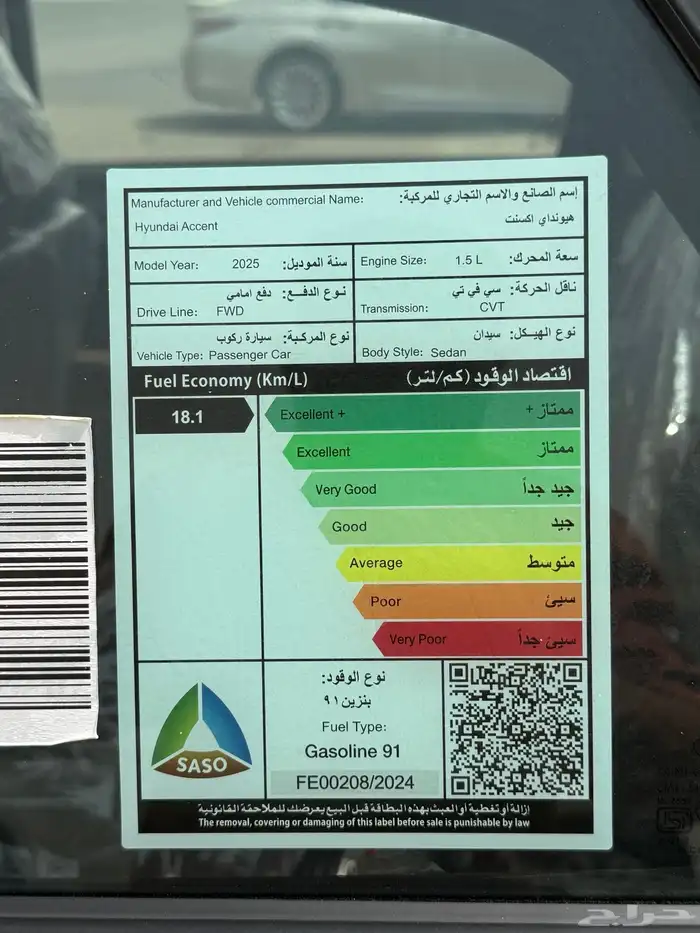 إسم الصانع والاسم التجاري للمركبة:
Manufacturer and Vehicle commercial Name:
هيونداي اكسنت
Hyundai Accent
Model Year: 2025 سنة الموديل:
Engine Size: 1.5 L سعة المحرك:
نوع الدفع: دفع امامي
Drive Line: FWD
ناقل الحركة: سي في تي
Transmission: CVT
نوع المركبة: سيارة ركوب
Vehicle Type: Passenger Car
نوع الهيكل: سيدان
Body Style: Sedan
Fuel Economy (Km/L) اقتصاد الوقود (كم/لتر)
18.1
Excellent + ممتاز +
Excellent ممتاز
Very Good جيد جداً
Good جيد
Average متوسط
Poor سيئ
Very Poor سيئ جداً
SASO
نوع الوقود:
بنزين ٩١
Fuel Type:
Gasoline 91
FE00208/2024
إزالة أو تغطية أو العبث بهذه البطاقة قبل البيع يعرضك للملاحقة القانونية
The removal, covering or damaging of this label before sale is punishable by law
حراج